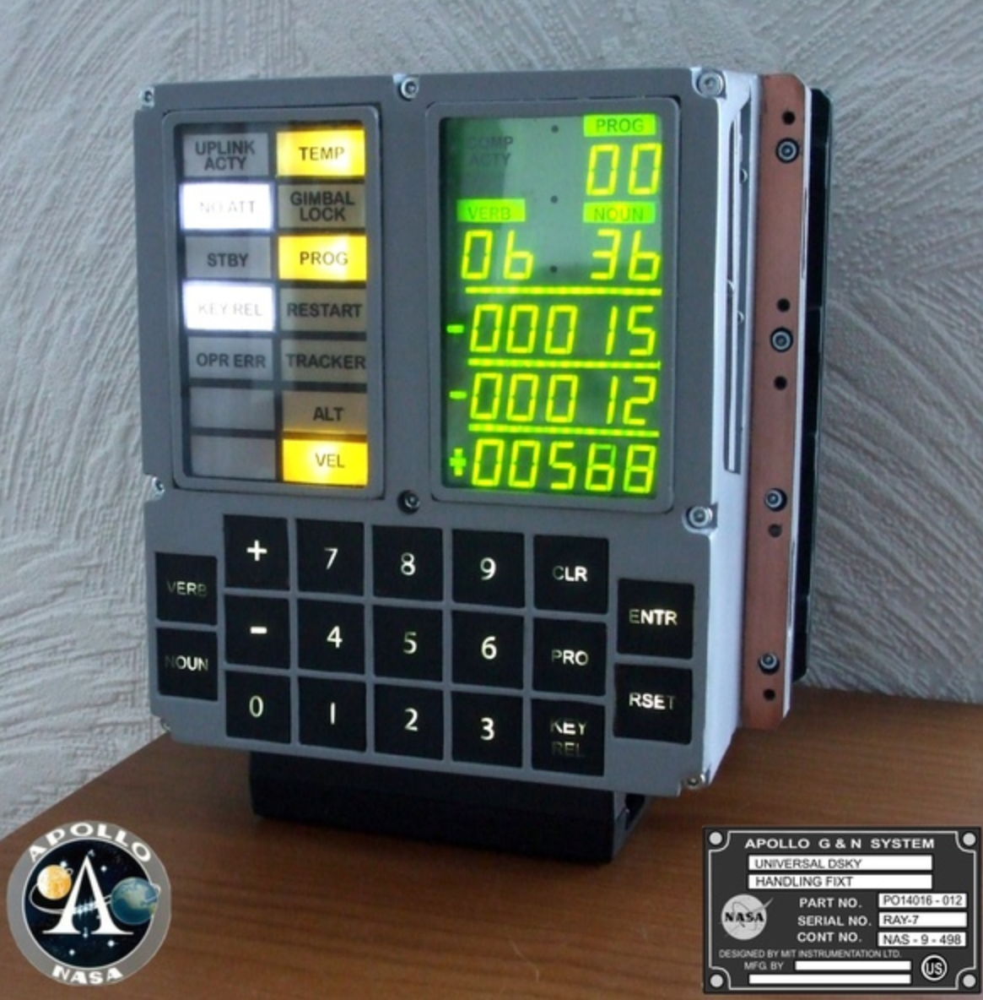 UPLINK
ACTY
TEMP
NO ATT
GIMBAL
LOCK
STBY
PROG
KEY REL
RESTART
OPR ERR
TRACKER
ALT
VEL
COMP
ACTY
PROG
00
VERB
NOUN
06 36
-00015
-00012
+00588
VERB
NOUN
+ 7 8 9 CLR
- 4 5 6 PRO
0 1 2 3 KEY
REL
ENTR
RSET
APOLLO
A
NASA
APOLLO G & N SYSTEM
UNIVERSAL DSKY
HANDLING FIXT
NASA
PART NO. PO14016 - 012
SERIAL NO. RAY-7
CONT NO. NAS - 9 - 498
DESIGNED BY MIT INSTRUMENTATION LTD.
MFG. BY
US